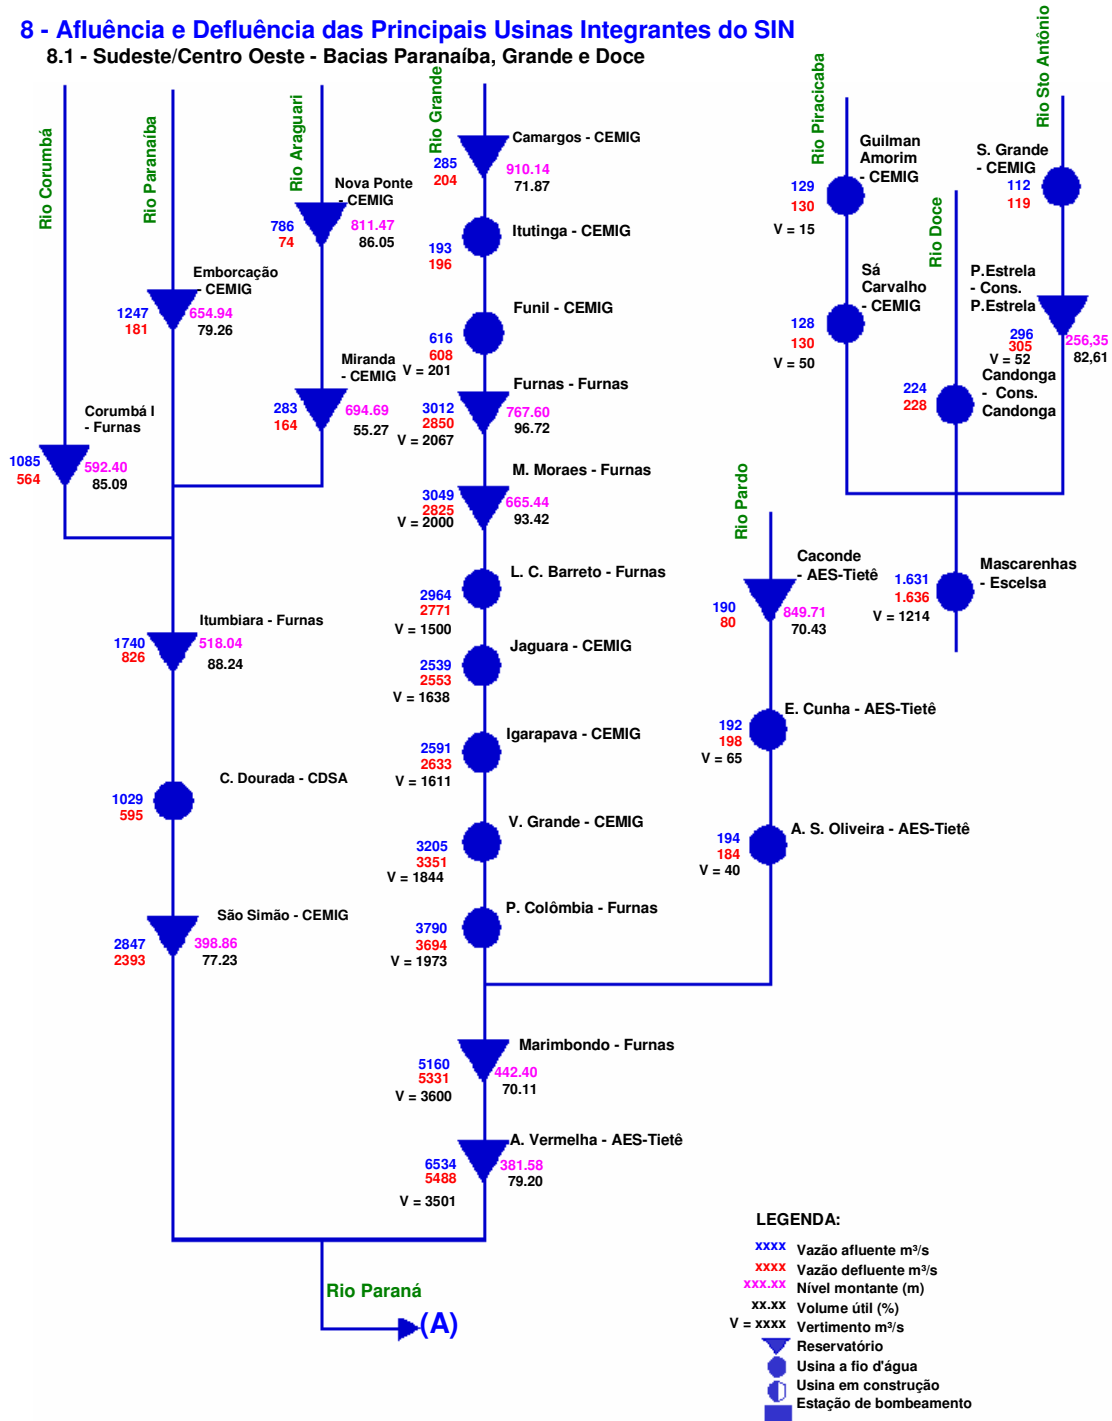 8 - Afluência e Defluência das Principais Usinas Integrantes do SIN
8.1 - Sudeste/Centro Oeste - Bacias Paranaíba, Grande e Doce
Rio Corumbá
Rio Paranaíba
Rio Araguari
Rio Grande
Rio Piracicaba
Rio Doce
Rio Sto Antônio
Rio Pardo
Corumbá I
- Furnas
1085
564
592.40
85.09
Emborcação
- CEMIG
1247
181
654.94
79.26
Nova Ponte
- CEMIG
786
74
811.47
86.05
Miranda
- CEMIG
283
164
694.69
55.27
Itumbiara - Furnas
1740
826
518.04
88.24
C. Dourada - CDSA
1029
595
São Simão - CEMIG
2847
2393
398.86
77.23
Camargos - CEMIG
285
204
910.14
71.87
Itutinga - CEMIG
193
196
Funil - CEMIG
616
608
V = 201
Furnas - Furnas
3012
2850
V = 2067
767.60
96.72
M. Moraes - Furnas
3049
2825
V = 2000
665.44
93.42
L. C. Barreto - Furnas
2964
2771
V = 1500
Jaguara - CEMIG
2539
2553
V = 1638
Igarapava - CEMIG
2591
2633
V = 1611
V. Grande - CEMIG
3205
3351
V = 1844
P. Colômbia - Furnas
3790
3694
V = 1973
Marimbondo - Furnas
5160
5331
V = 3600
442.40
70.11
A. Vermelha - AES-Tietê
6534
5488
V = 3501
381.58
79.20
Guilman
Amorim
- CEMIG
129
130
V = 15
Sá
Carvalho
- CEMIG
128
130
V = 50
S. Grande
- CEMIG
112
119
P.Estrela
- Cons.
P.Estrela
296
305
V = 52
256,35
82,61
Candonga
- Cons.
Candonga
224
228
Mascarenhas
- Escelsa
1.631
1.636
V = 1214
Caconde
- AES-Tietê
190
80
849.71
70.43
E. Cunha - AES-Tietê
192
198
V = 65
A. S. Oliveira - AES-Tietê
194
184
V = 40
Rio Paraná
(A)
LEGENDA:
xxxx Vazão afluente m³/s
xxxx Vazão defluente m³/s
xxx.xx Nível montante (m)
xx.xx Volume útil (%)
V = xxxx Vertimento m³/s
Reservatório
Usina a fio d'água
Usina em construção
Estação de bombeamento